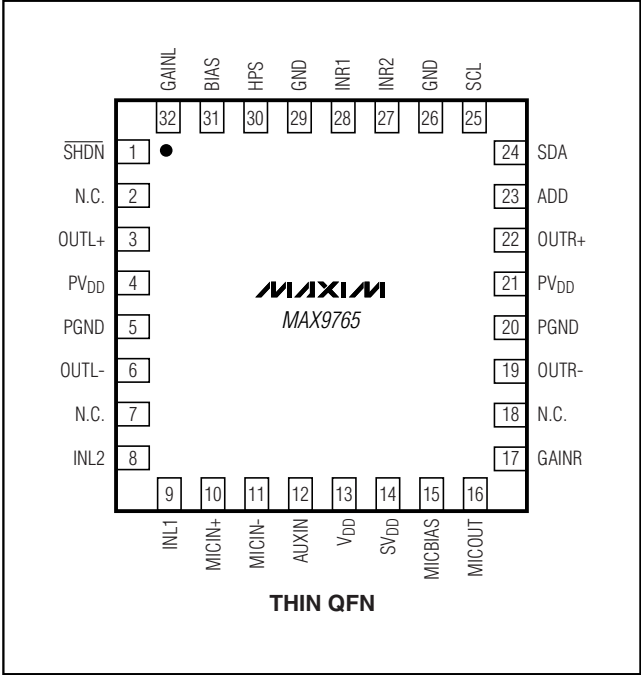 GAINL BIAS HPS GND INR1 INR2 GND SCL
32 31 30 29 28 27 26 25
SHDN 1 24 SDA
N.C. 2 23 ADD
OUTL+ 3 22 OUTR+
PVDD 4 21 PVDD
MAXIM
MAX9765
PGND 5 20 PGND
OUTL- 6 19 OUTR-
N.C. 7 18 N.C.
INL2 8 17 GAINR
9 10 11 12 13 14 15 16
INL1 MICIN+ MICIN- AUXIN VDD SVDD MICBIAS MICOUT
THIN QFN